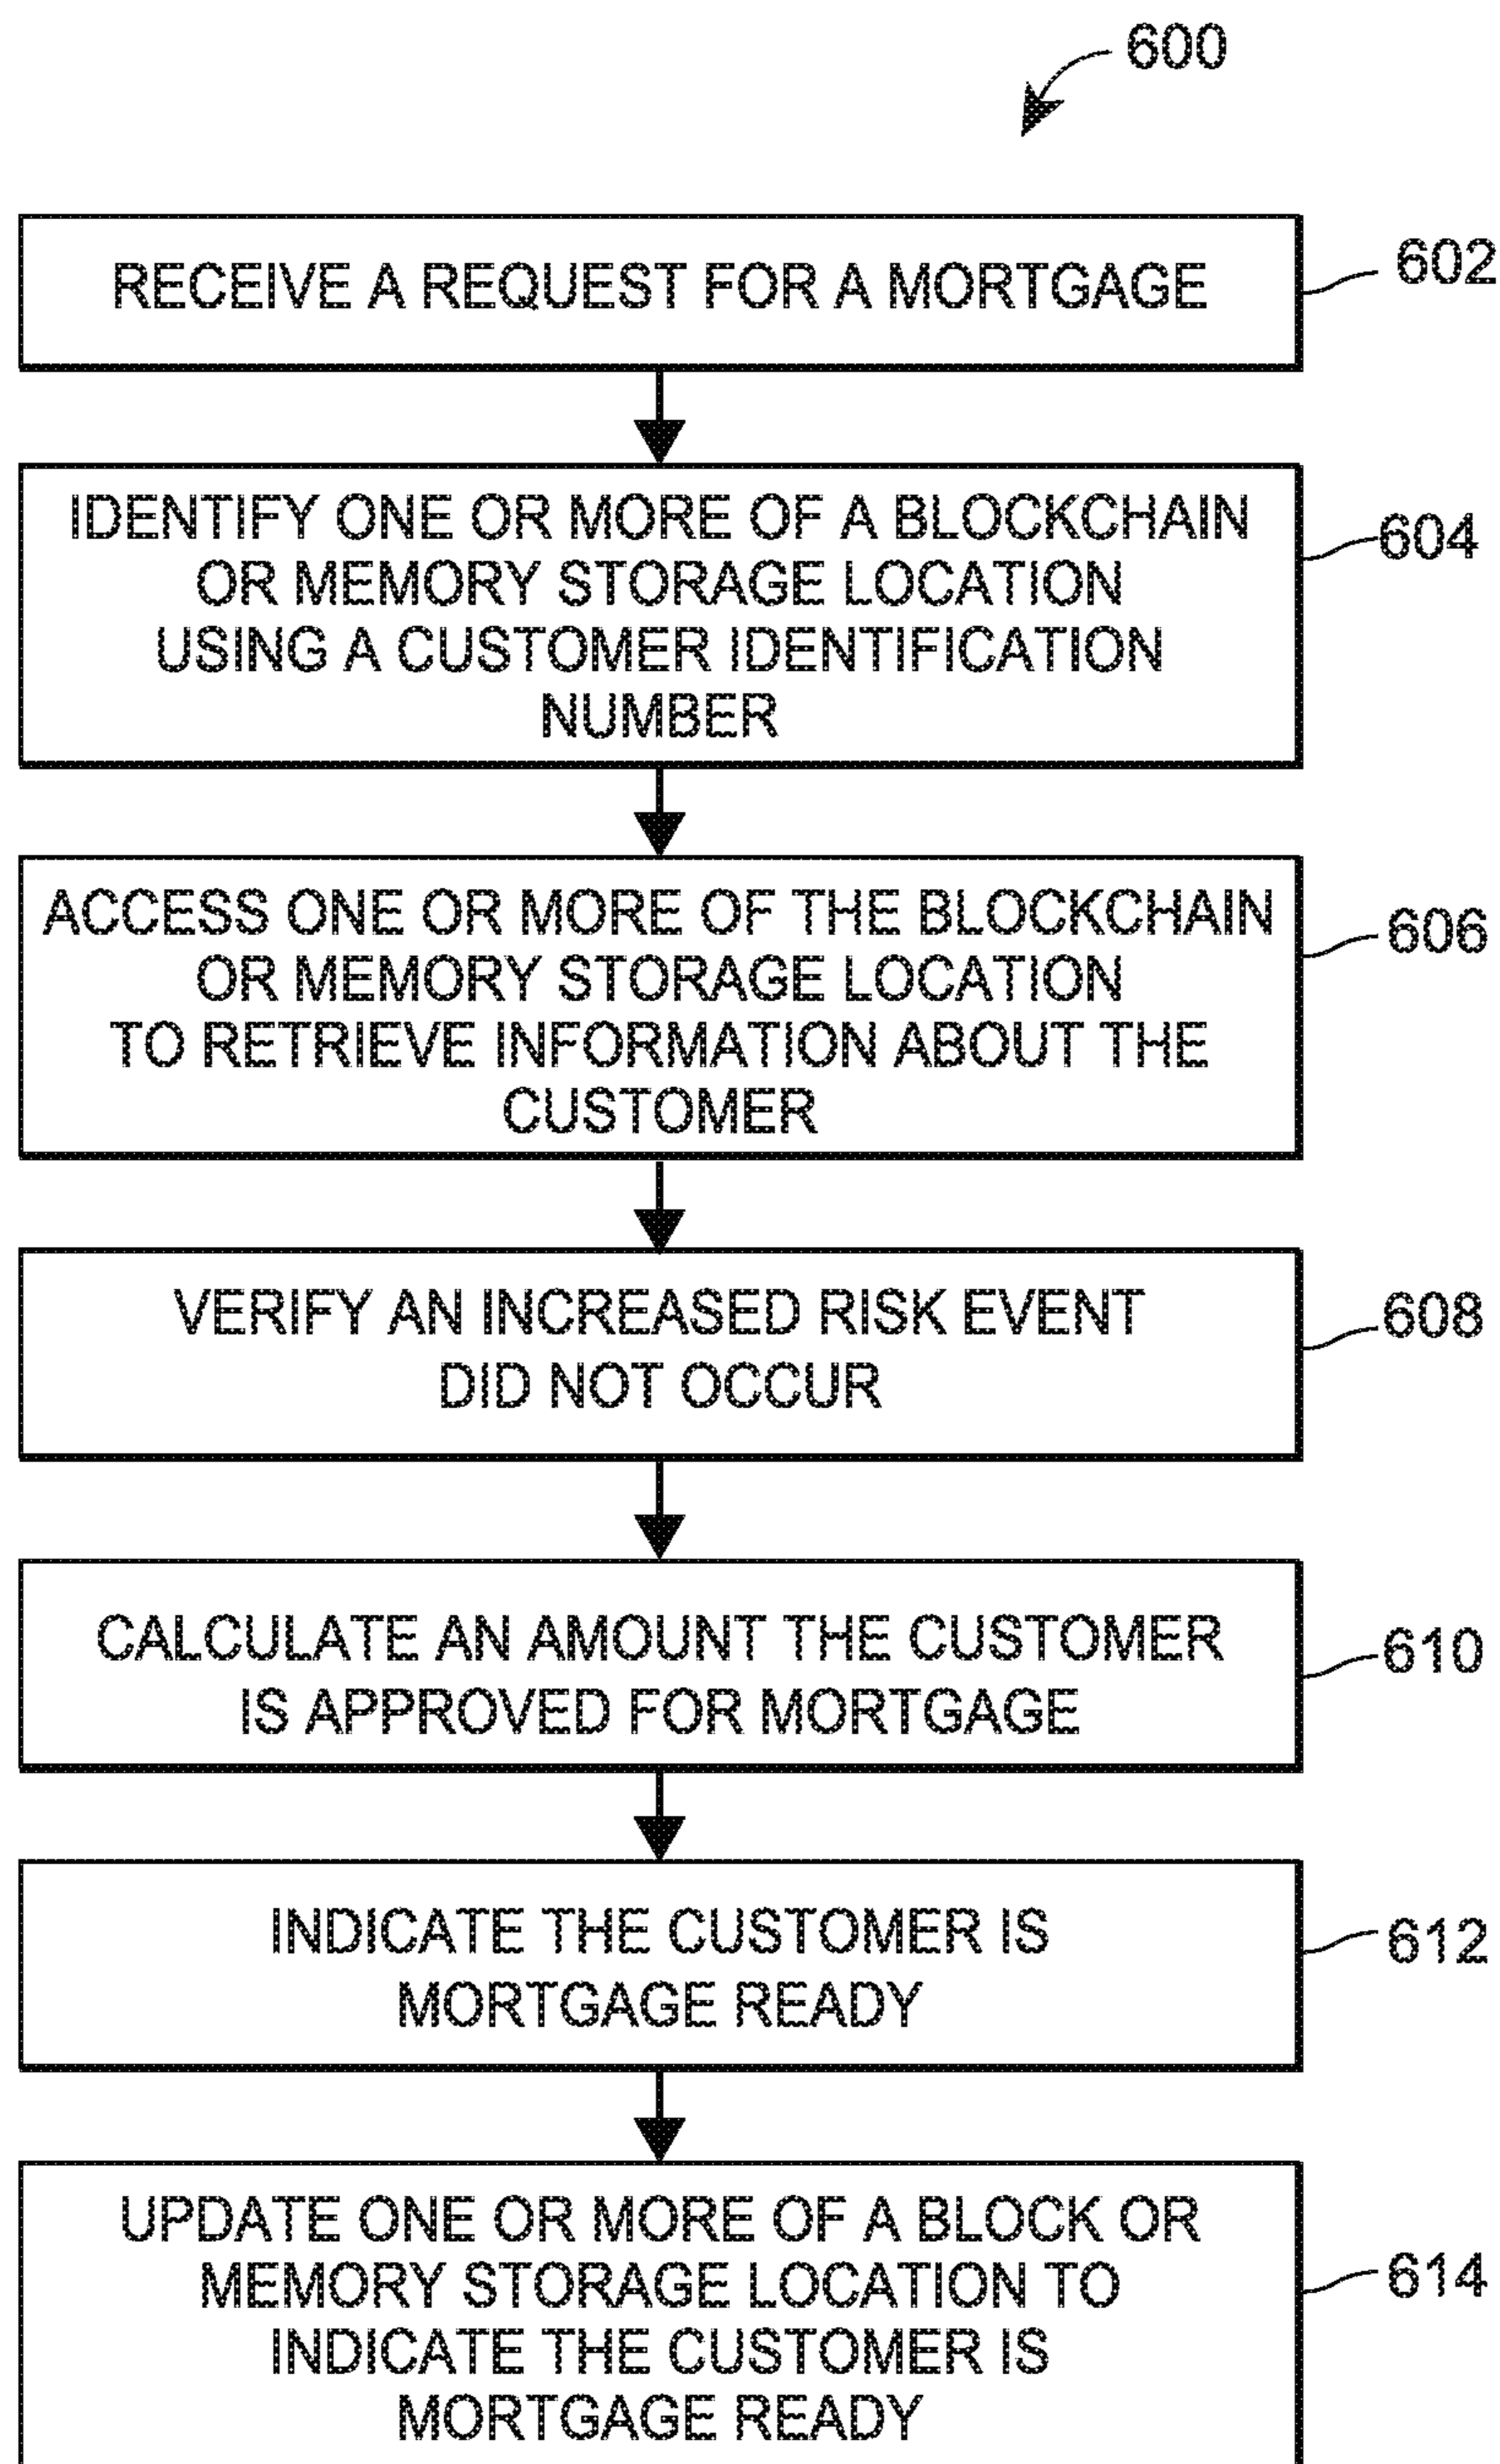 600
RECEIVE A REQUEST FOR A MORTGAGE
602
IDENTIFY ONE OR MORE OF A BLOCKCHAIN
OR MEMORY STORAGE LOCATION
USING A CUSTOMER IDENTIFICATION
NUMBER
604
ACCESS ONE OR MORE OF THE BLOCKCHAIN
OR MEMORY STORAGE LOCATION
TO RETRIEVE INFORMATION ABOUT THE
CUSTOMER
606
VERIFY AN INCREASED RISK EVENT
DID NOT OCCUR
608
CALCULATE AN AMOUNT THE CUSTOMER
IS APPROVED FOR MORTGAGE
610
INDICATE THE CUSTOMER IS
MORTGAGE READY
612
UPDATE ONE OR MORE OF A BLOCK OR
MEMORY STORAGE LOCATION TO
INDICATE THE CUSTOMER IS
MORTGAGE READY
614